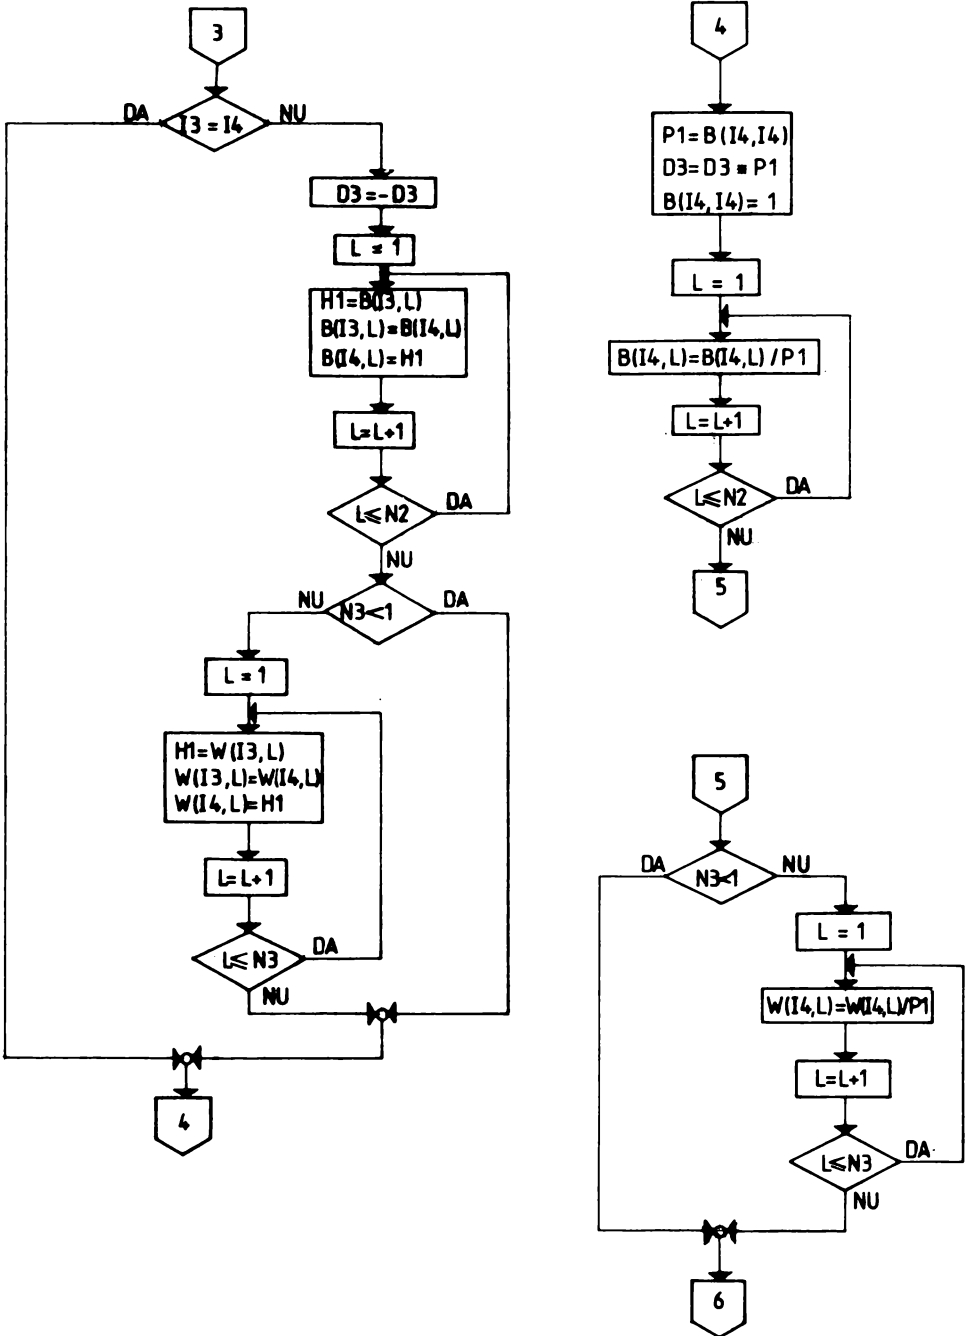 3
DA
I3 = I4
NU
D3 = -D3
L = 1
H1=B(I3,L)
B(I3,L)=B(I4,L)
B(I4,L)=H1
L=L+1
L≤N2
DA
NU
NU
N3<1
DA
L = 1
H1=W(I3,L)
W(I3,L)=W(I4,L)
W(I4,L)=H1
L=L+1
L≤N3
DA
NU
4
4
P1=B(I4,I4)
D3=D3 * P1
B(I4,I4)= 1
L = 1
B(I4,L)=B(I4,L)/P1
L=L+1
L≤N2
DA
NU
5
5
DA
N3<1
NU
L = 1
W(I4,L)=W(I4,L)/P1
L=L+1
L≤N3
DA
NU
6